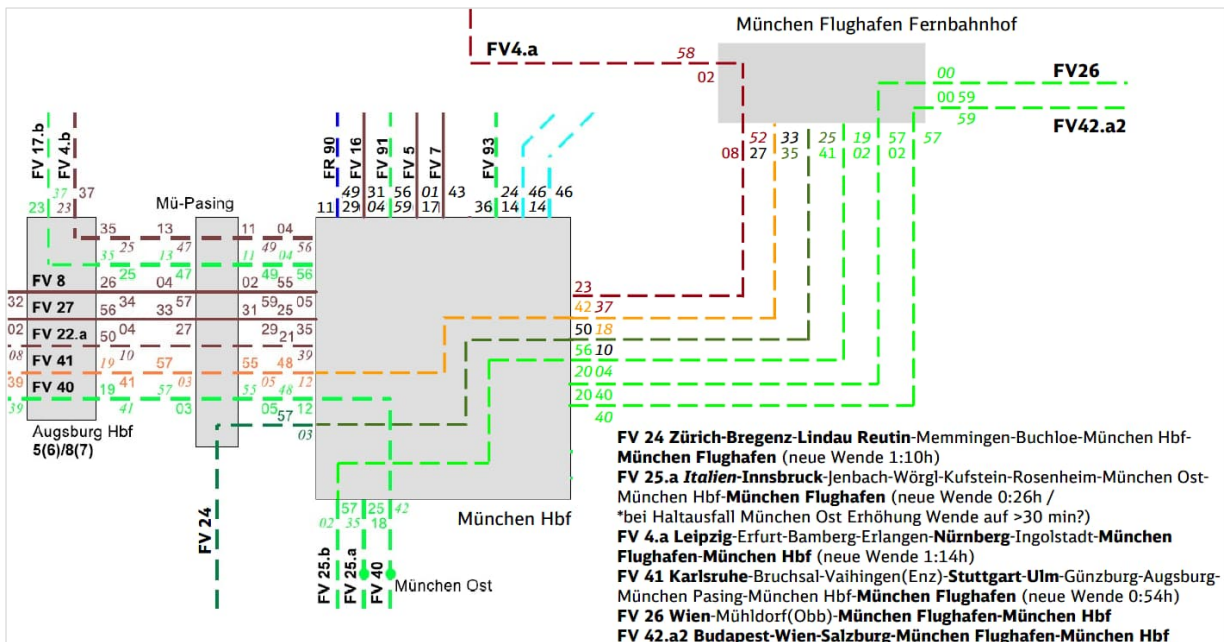 München Flughafen Fernbahnhof
FV4.a
58
02
00
FV26
00 59
59
FV42.a2
52 33 25 19 57 57
08 27 35 41 02 02
FV 17.b
FV 4.b
FR 90
FV 16
FV 91
FV 5
FV 7
FV 93
37 37
23 23
Mü-Pasing
49 31 56 01 43
11 29 04 59 17
24 46 46
36 14 14
35 13 11 04
25 47 49 56
35 13 11 04
25 47 49 56
FV 8 26 04 02 55
32 FV 27 56 34 33 57 31 59 25 05
02 FV 22.a 50 04 27 29 21 35
08 FV 41 19 10 57 55 48 39
39 FV 40 19 41 57 03 55 05 48 12
39 41 03 05 12
57
03
23
42 37
50 18
56 10
20 04
20 40
40
Augsburg Hbf
5(6)/8(7)
München Hbf
FV 24
57 25 42
02 35 18
FV 25.b
FV 25.a
FV 40
München Ost
FV 24 Zürich-Bregenz-Lindau Reutin-Memmingen-Buchloe-München Hbf-
München Flughafen (neue Wende 1:10h)
FV 25.a Italien-Innsbruck-Jenbach-Wörgl-Kufstein-Rosenheim-München Ost-
München Hbf-München Flughafen (neue Wende 0:26h /
*bei Haltausfall München Ost Erhöhung Wende auf >30 min?)
FV 4.a Leipzig-Erfurt-Bamberg-Erlangen-Nürnberg-Ingolstadt-München
Flughafen-München Hbf (neue Wende 1:14h)
FV 41 Karlsruhe-Bruchsal-Vaihingen(Enz)-Stuttgart-Ulm-Günzburg-Augsburg-
München Pasing-München Hbf-München Flughafen (neue Wende 0:54h)
FV 26 Wien-Mühldorf(Obb)-München Flughafen-München Hbf
FV 42.a2 Budapest-Wien-Salzburg-München Flughafen-München Hbf